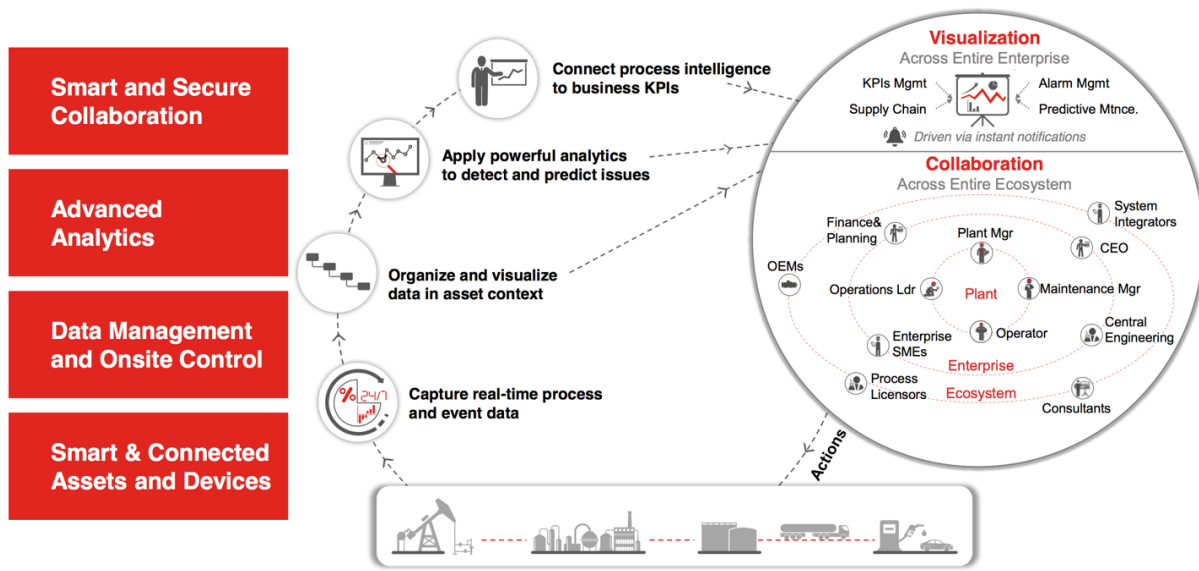 Smart and Secure
Collaboration
Advanced
Analytics
Data Management
and Onsite Control
Smart & Connected
Assets and Devices
Connect process intelligence
to business KPIs
Apply powerful analytics
to detect and predict issues
Organize and visualize
data in asset context
%
24/7
Capture real-time process
and event data
Visualization
Across Entire Enterprise
KPIs Mgmt
Alarm Mgmt
Supply Chain
Predictive Mtnce.
Driven via instant notifications
Collaboration
Across Entire Ecosystem
System
Integrators
Finance&
Planning
Plant Mgr
CEO
OEMs
Operations Ldr
Plant
Maintenance Mgr
Enterprise
SMEs
Operator
Central
Engineering
Enterprise
Process
Licensors
Ecosystem
Consultants
Actions